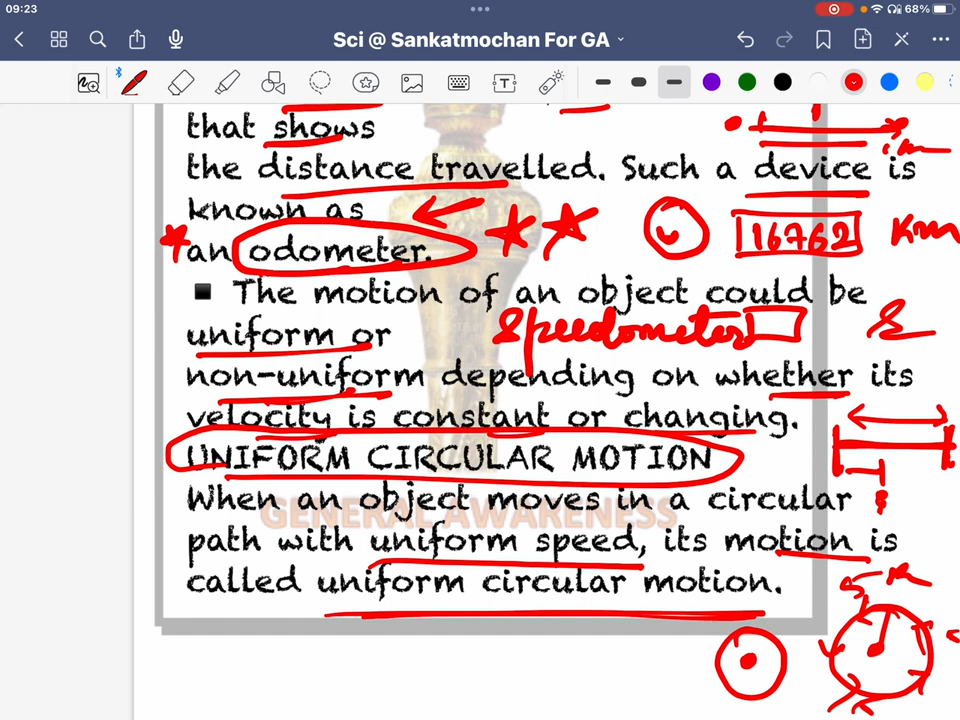 09:23
68%
Sci @ Sankatmochan For GA
that shows
the distance travelled. Such a device is
known as
16762 Km
an odometer.
■ The motion of an object could be
uniform or
Speedometer
non-uniform depending on whether its
velocity is constant or changing.
UNIFORM CIRCULAR MOTION
When an object moves in a circular
GENERAL AWARENESS
path with uniform speed, its motion is
called uniform circular motion.